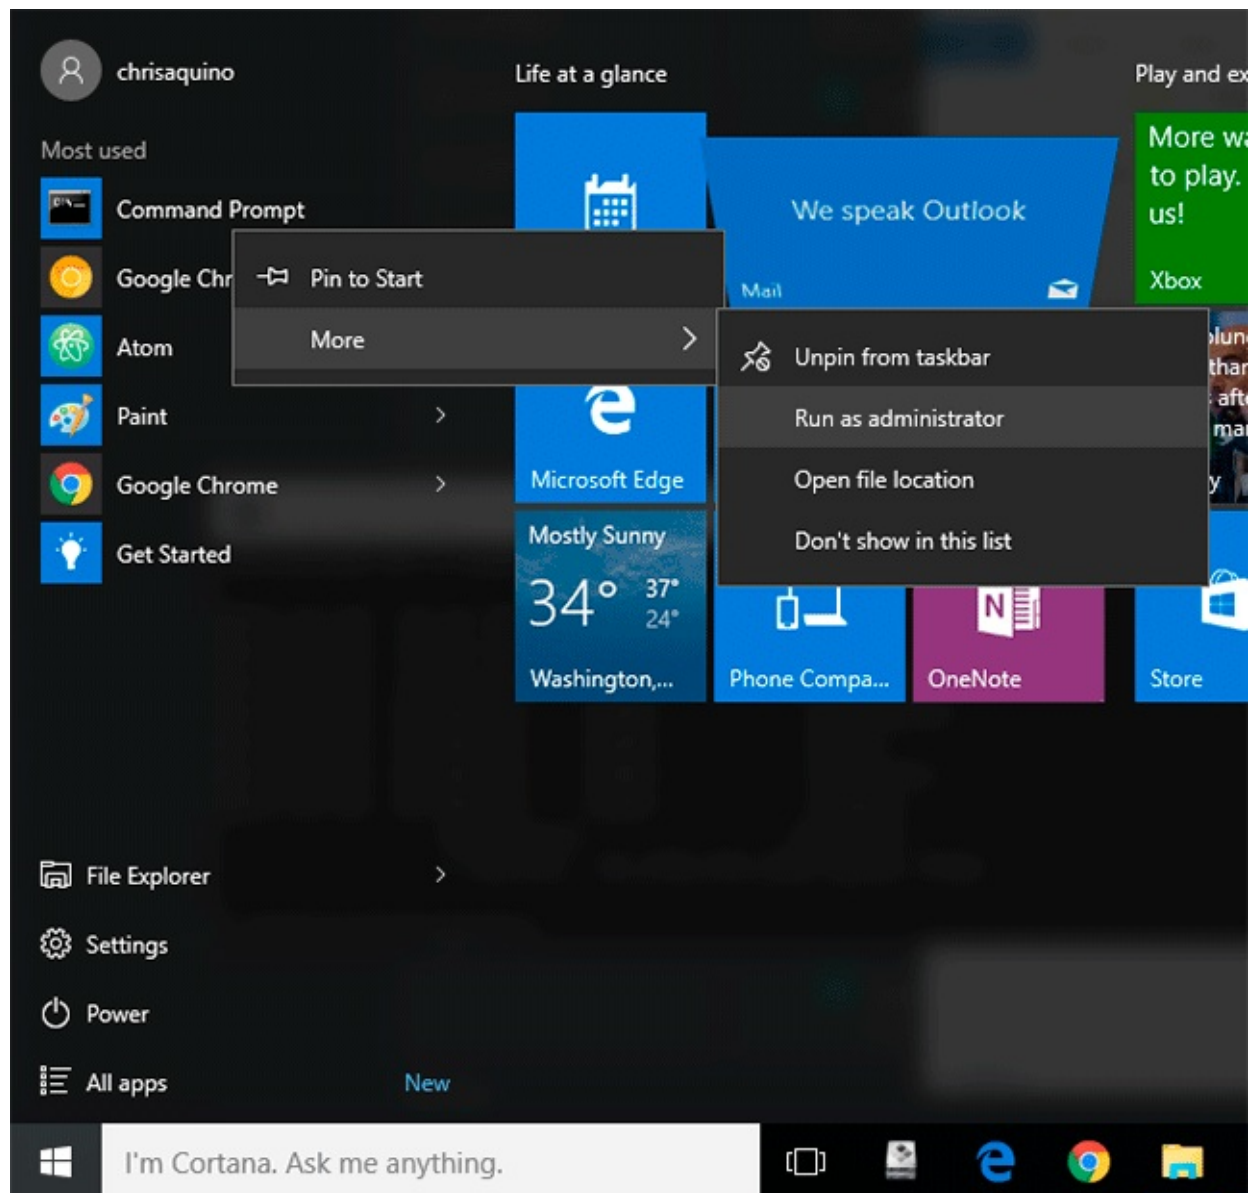 chrisaquino
Most used
Command Prompt
Google Chr
Atom
Paint
Google Chrome
Get Started
File Explorer
Settings
Power
All apps
New
Pin to Start
More
Unpin from taskbar
Run as administrator
Open file location
Don't show in this list
Life at a glance
We speak Outlook
Mail
Microsoft Edge
Mostly Sunny
34° 37°
24°
Washington,...
Phone Compa...
OneNote
Play and ex
More wa
to play.
us!
Xbox
Store
I'm Cortana. Ask me anything.